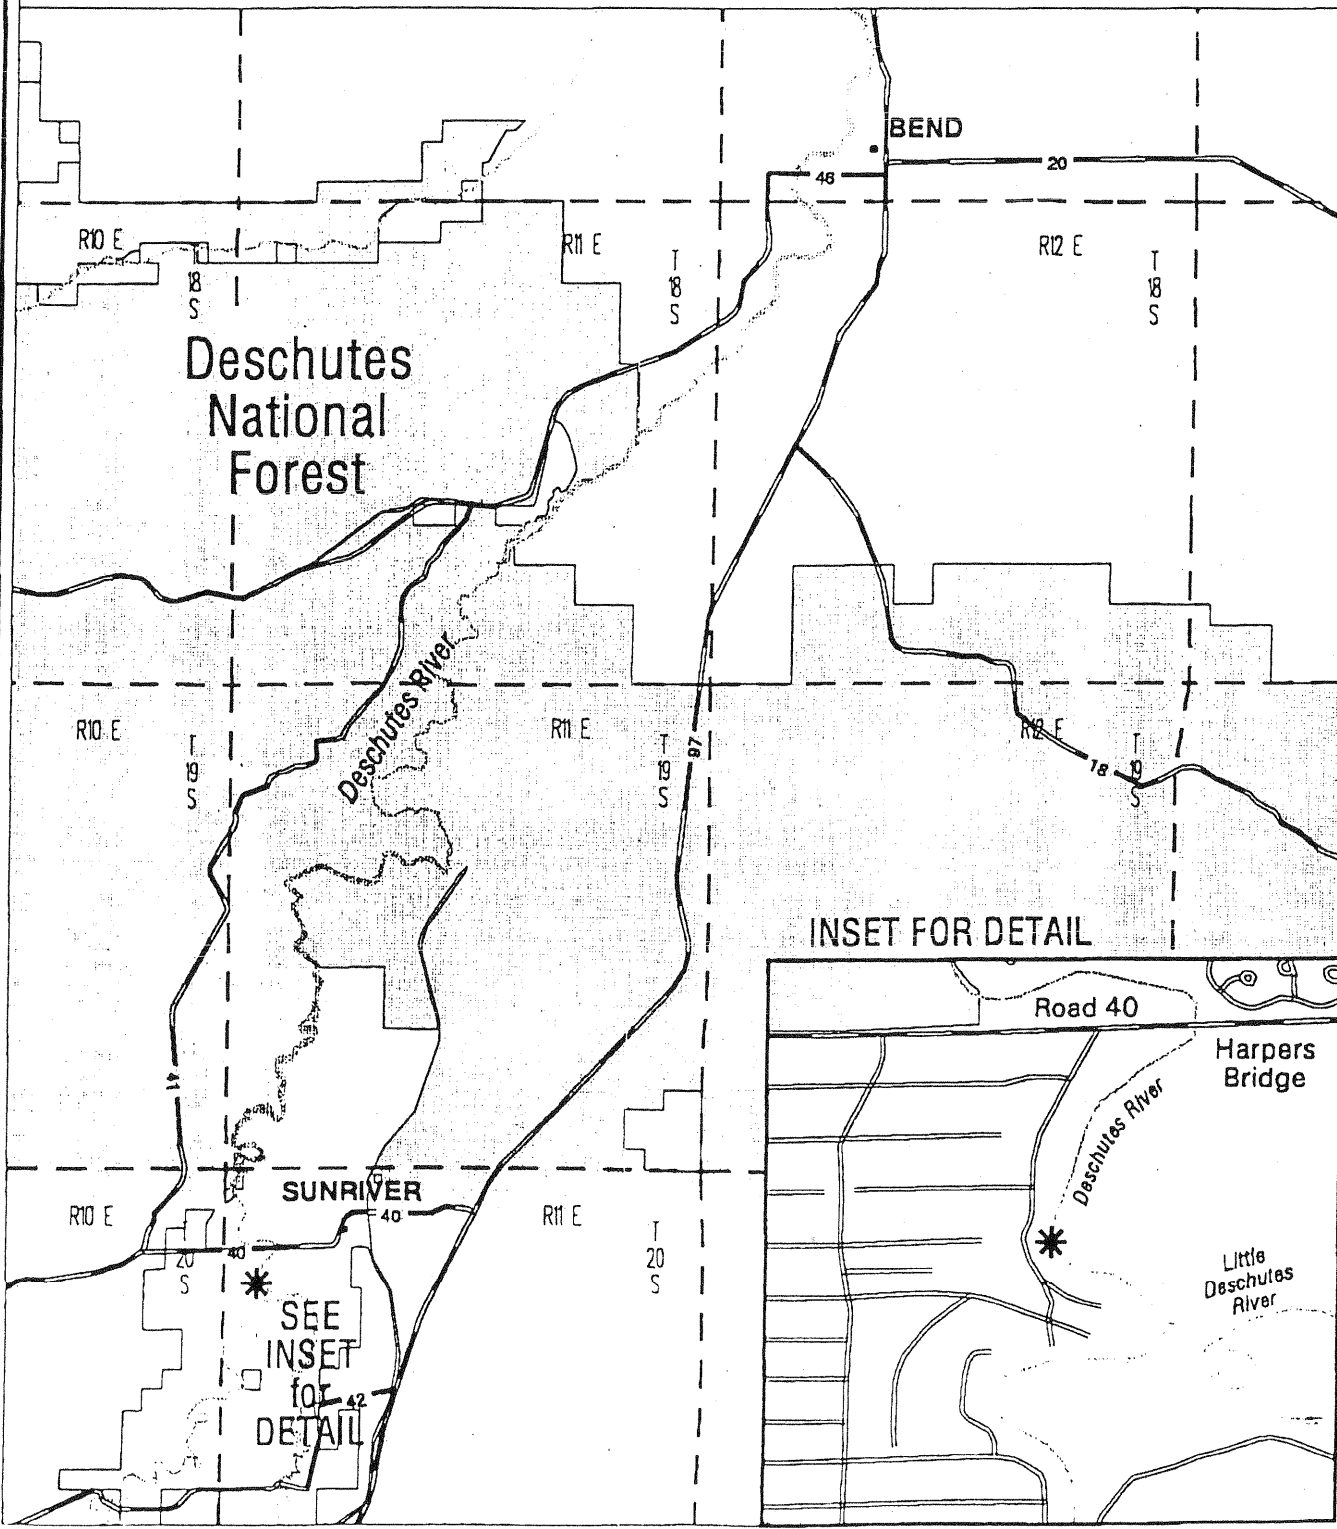 BEND
46
20
R10 E
R11 E
R12 E
T
18
S
T
18
S
T
18
S
Deschutes
National
Forest
Deschutes River
R10 E
R11 E
R12 E
T
19
S
T
19
S
T
19
S
97
18
41
INSET FOR DETAIL
Road 40
Harpers
Bridge
Deschutes River
Little
Deschutes
River
SUNRIVER
R10 E
40
R11 E
40
20
S
T
20
S
SEE
INSET
for
DETAIL
42